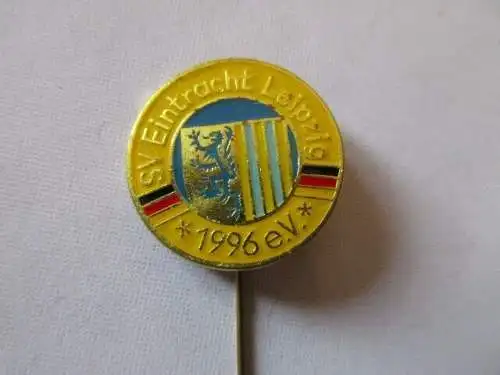 SV Eintracht Leipzig
* 1996 e.V. *